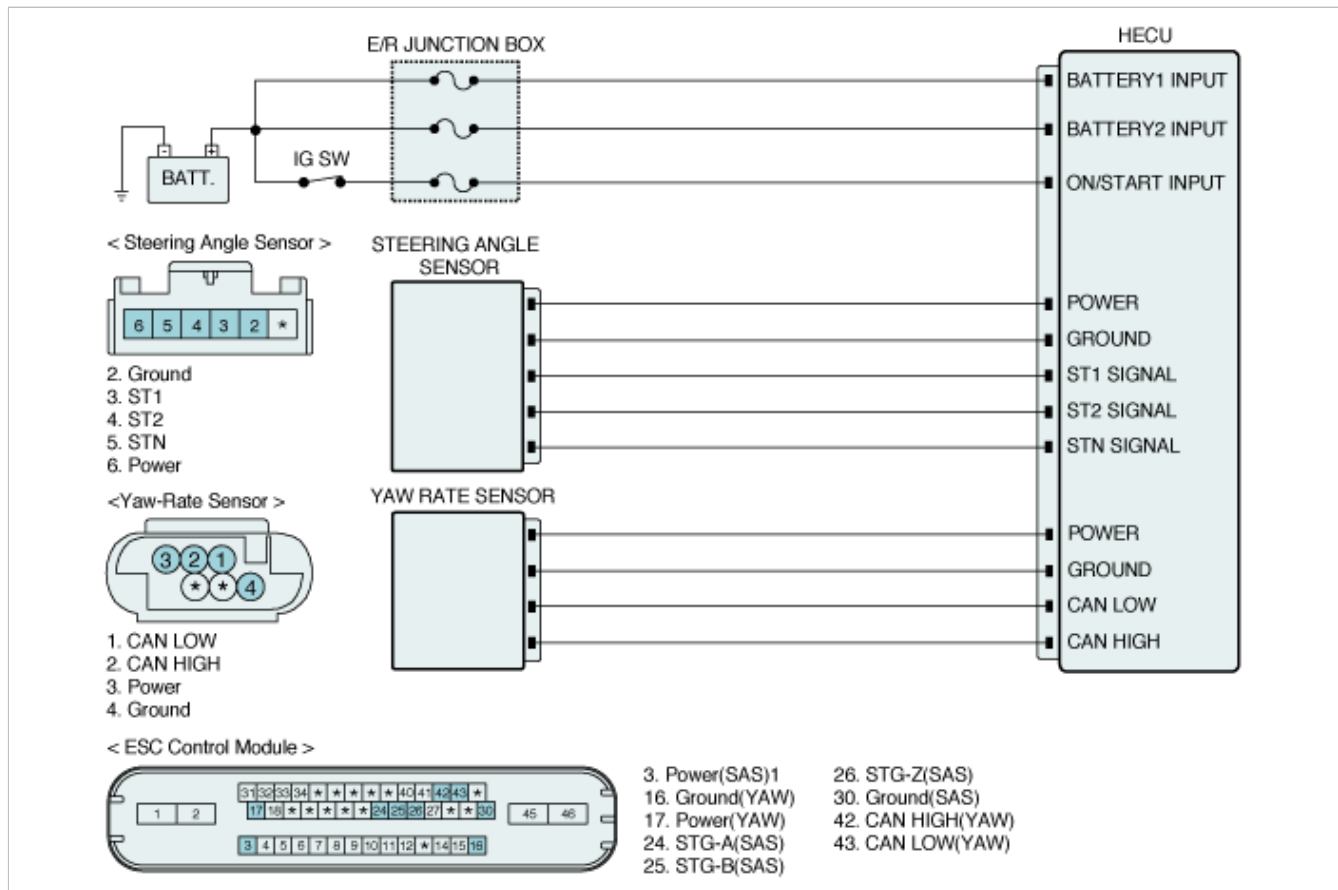 E/R JUNCTION BOX
HECU
BATTERY1 INPUT
BATTERY2 INPUT
ON/START INPUT
- +
BATT.
IG SW
< Steering Angle Sensor >
6 5 4 3 2 *
2. Ground
3. ST1
4. ST2
5. STN
6. Power
STEERING ANGLE
SENSOR
POWER
GROUND
ST1 SIGNAL
ST2 SIGNAL
STN SIGNAL
<Yaw-Rate Sensor >
3 2 1
* * 4
1. CAN LOW
2. CAN HIGH
3. Power
4. Ground
YAW RATE SENSOR
POWER
GROUND
CAN LOW
CAN HIGH
< ESC Control Module >
1 2
31 32 33 34 * * * * * 40 41 42 43 *
17 18 * * * * * 24 25 26 27 * * 30
3 4 5 6 7 8 9 10 11 12 * 14 15 16
45 46
3. Power(SAS)1
16. Ground(YAW)
17. Power(YAW)
24. STG-A(SAS)
25. STG-B(SAS)
26. STG-Z(SAS)
30. Ground(SAS)
42. CAN HIGH(YAW)
43. CAN LOW(YAW)